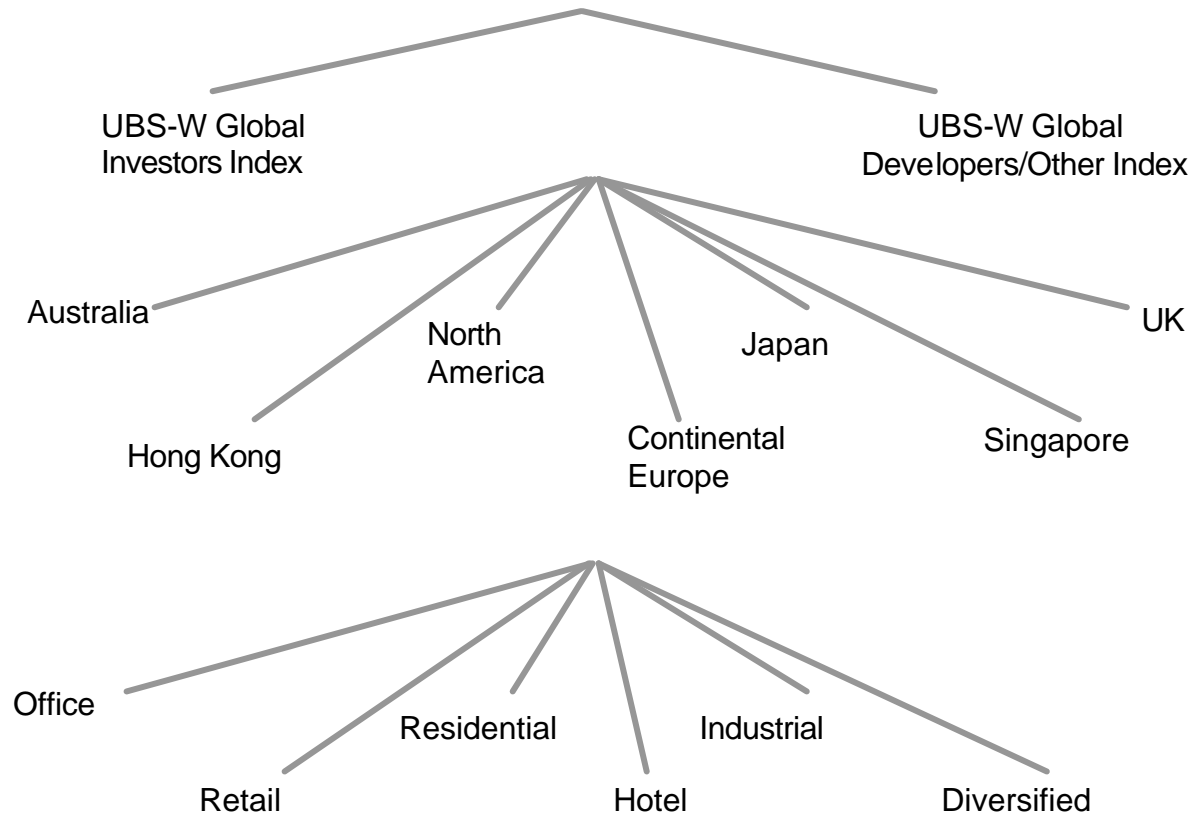 UBS-W Global
Investors Index
UBS-W Global
Developers/Other Index
Australia
North
America
Japan
UK
Hong Kong
Continental
Europe
Singapore
Office
Residential
Industrial
Retail
Hotel
Diversified